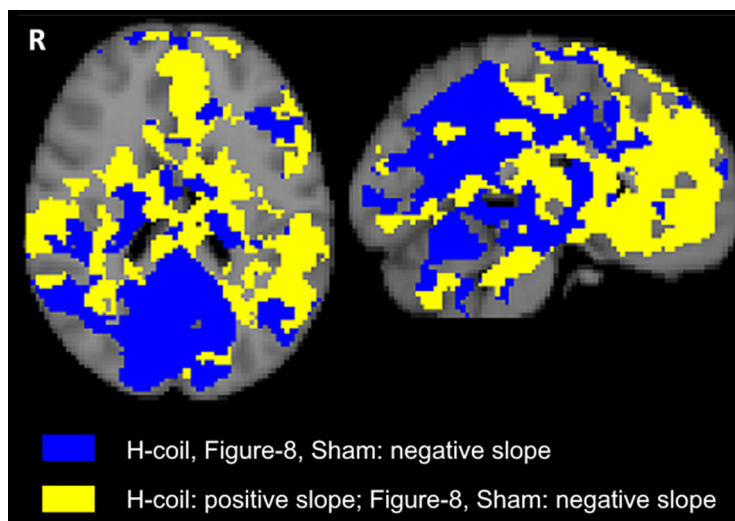 R
H-coil, Figure-8, Sham: negative slope
H-coil: positive slope; Figure-8, Sham: negative slope